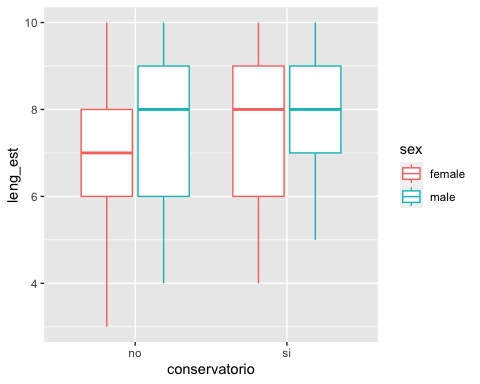 10
8
6
4
leng_est
no
si
conservatorio
sex
female
male